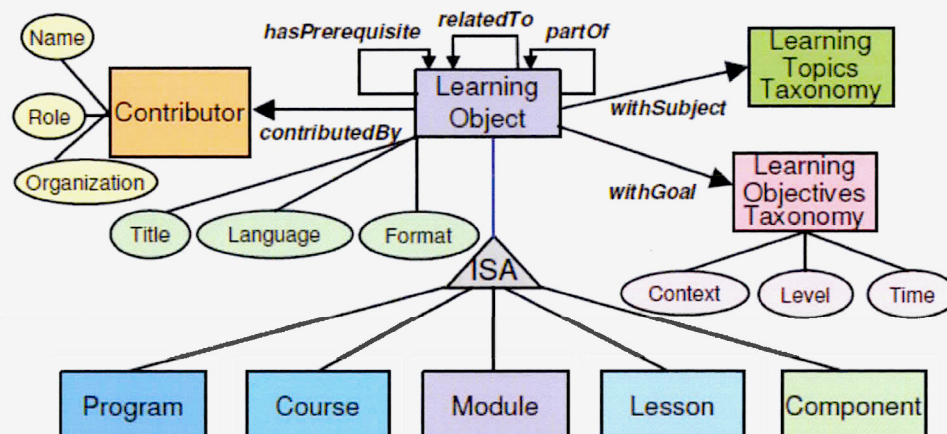 relatedTo
hasPrerequisite
partOf
Name
Learning
Object
Learning
Topics
Taxonomy
Contributor
withSubject
Role
contributedBy
Learning
Objectives
Taxonomy
Organization
withGoal
Title
Language
Format
ISA
Context
Level
Time
Program
Course
Module
Lesson
Component